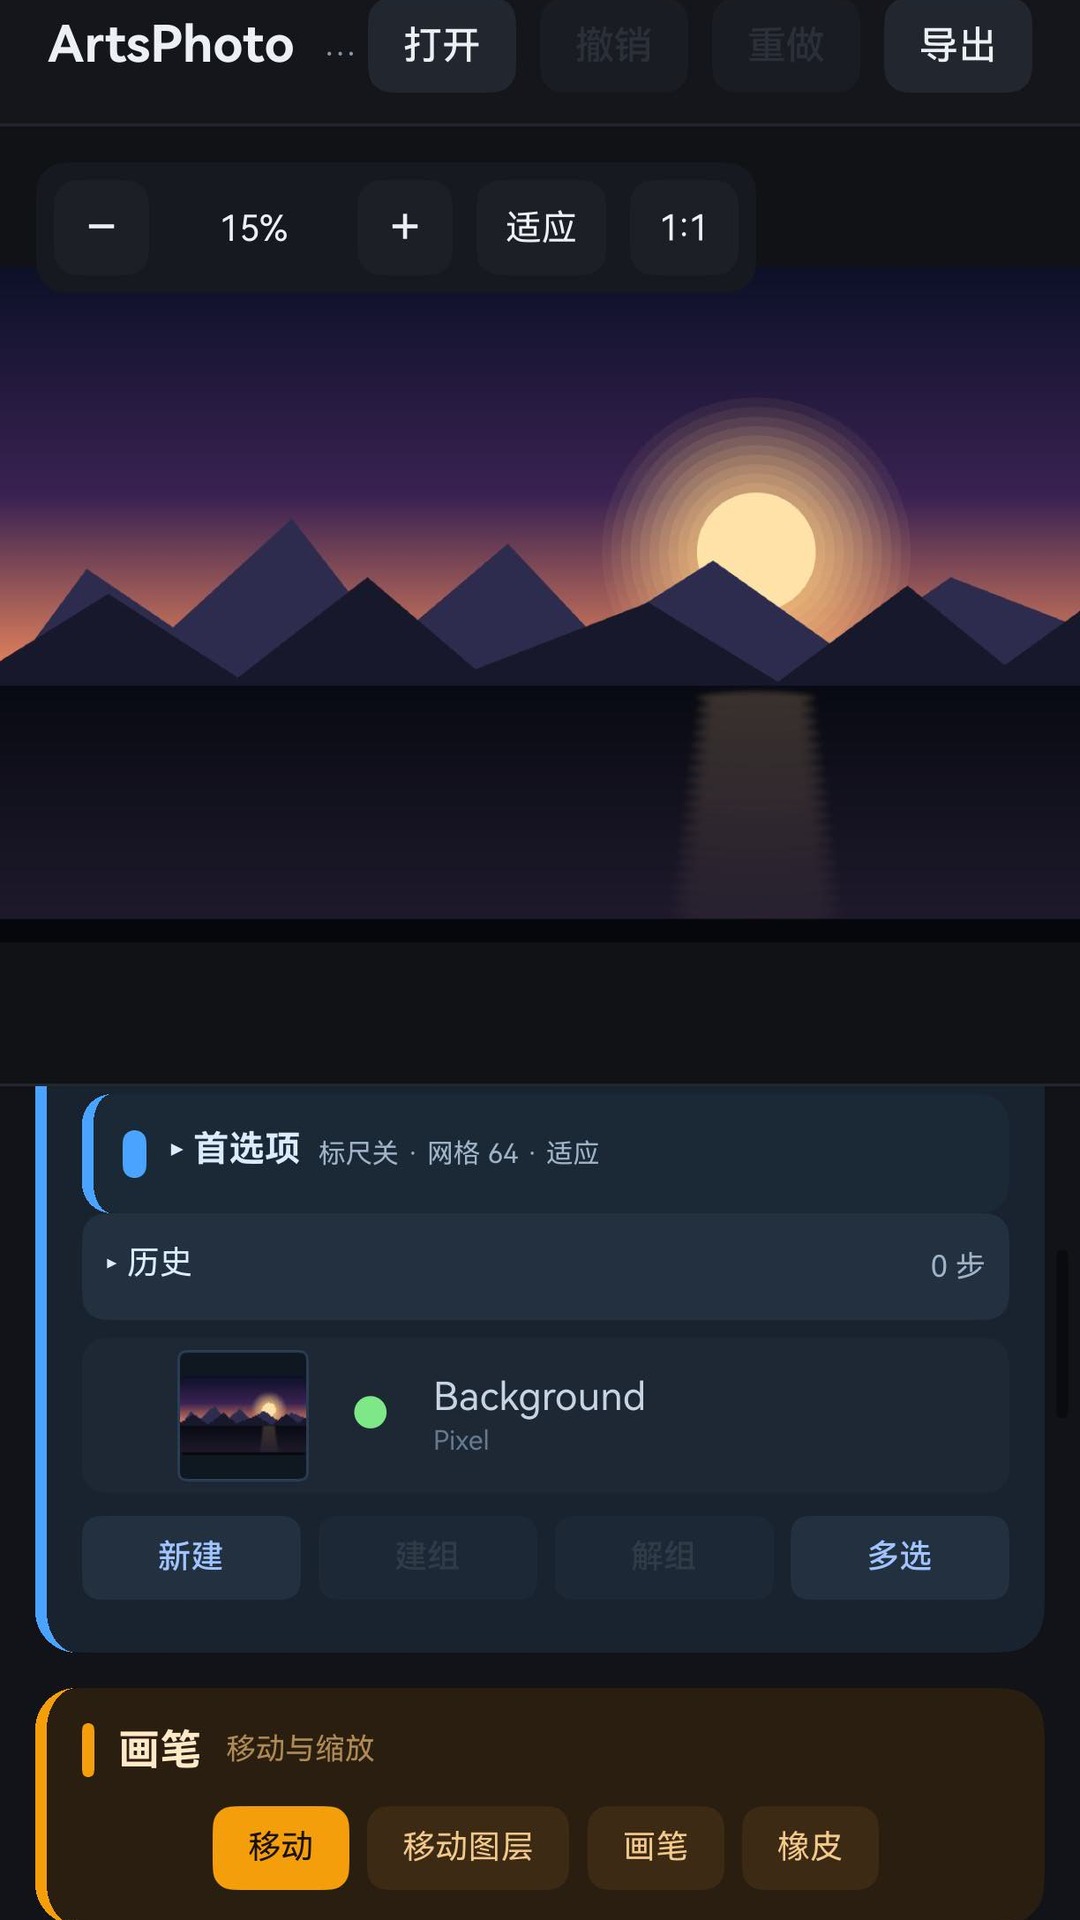 ArtsPhoto ... 打开 撤销 重做 导出
− 15% + 适应 1:1
▸ 首选项 标尺关 · 网格 64 · 适应
▸ 历史 0 步
Background
Pixel
新建 建组 解组 多选
画笔 移动与缩放
移动 移动图层 画笔 橡皮